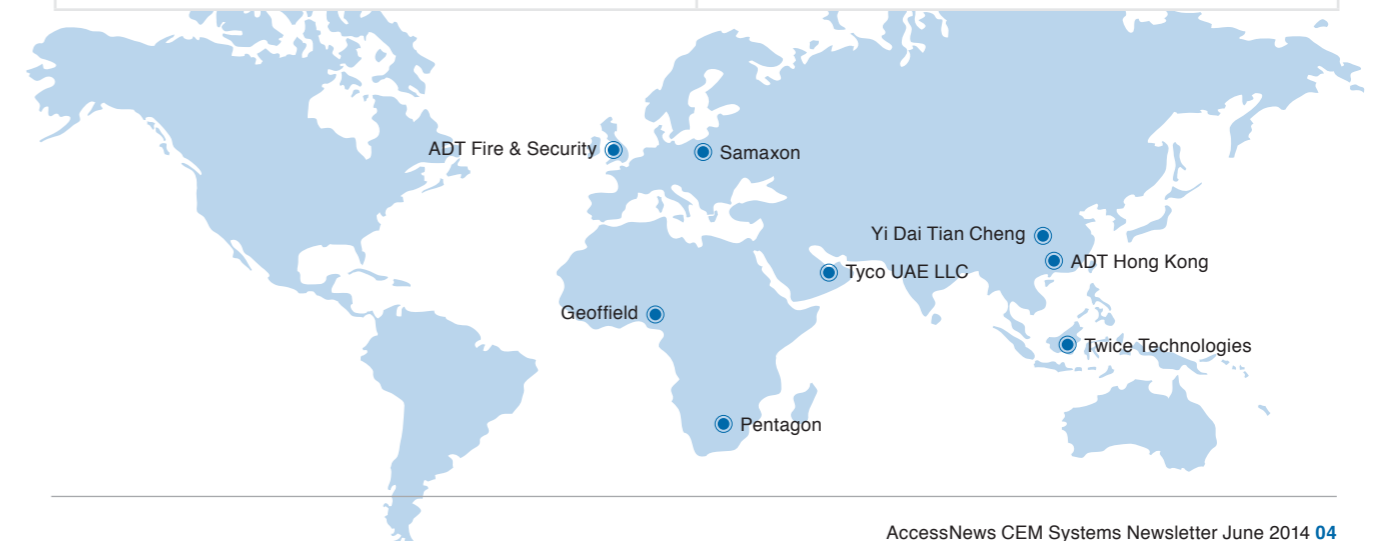 ADT Fire & Security
Samaxon
Yi Dai Tian Cheng
ADT Hong Kong
Tyco UAE LLC
Geoffield
Twice Technologies
Pentagon
AccessNews CEM Systems Newsletter June 2014 04